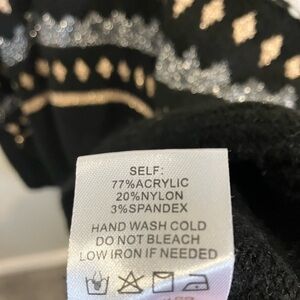 SELF:
77%ACRYLIC
20%NYLON
3%SPANDEX
HAND WASH COLD
DO NOT BLEACH
LOW IRON IF NEEDED